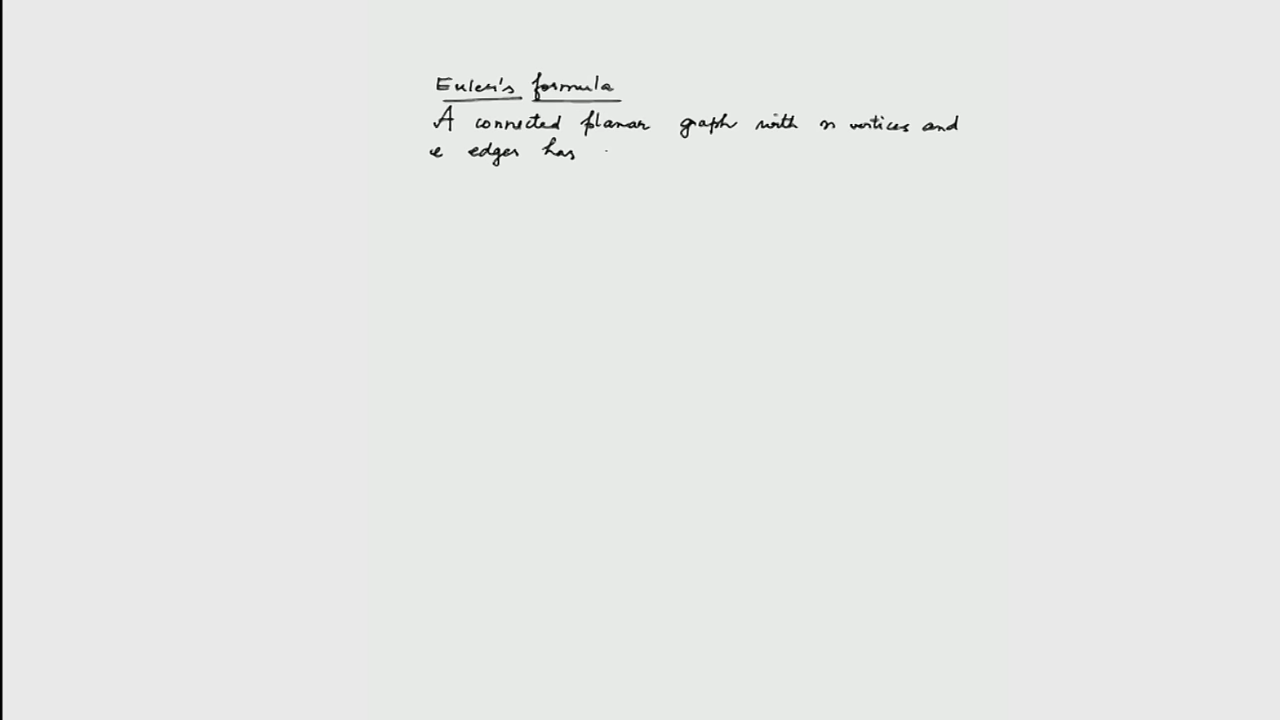 Euler's formula
A connected planar graph with n vertices and
e edges has